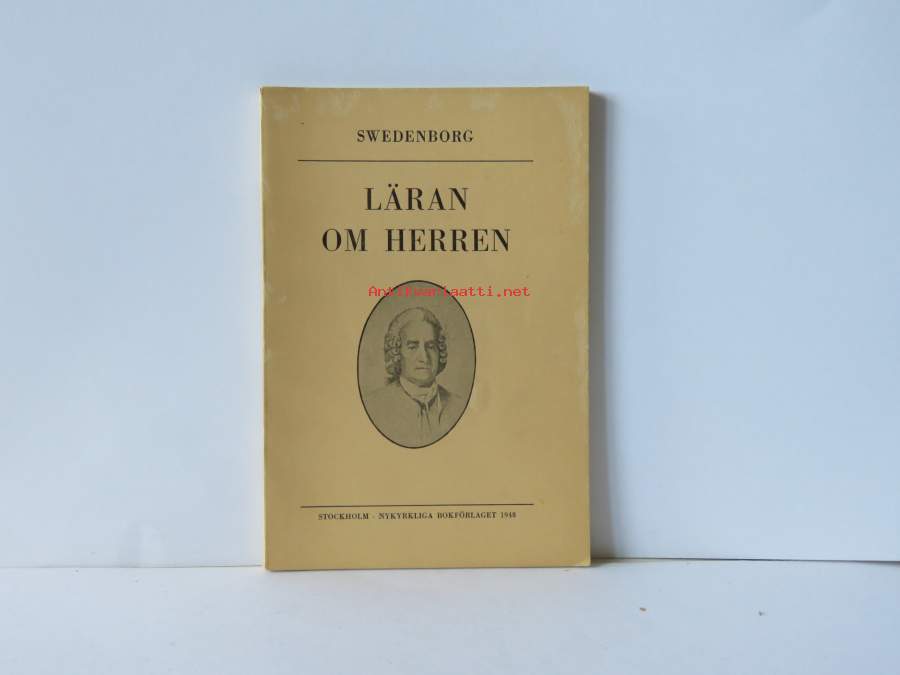 SWEDENBORG
LÄRAN
OM HERREN
Antikvariaatti.net
STOCKHOLM · NYKYRKLIGA BOKFÖRLAGET 1948